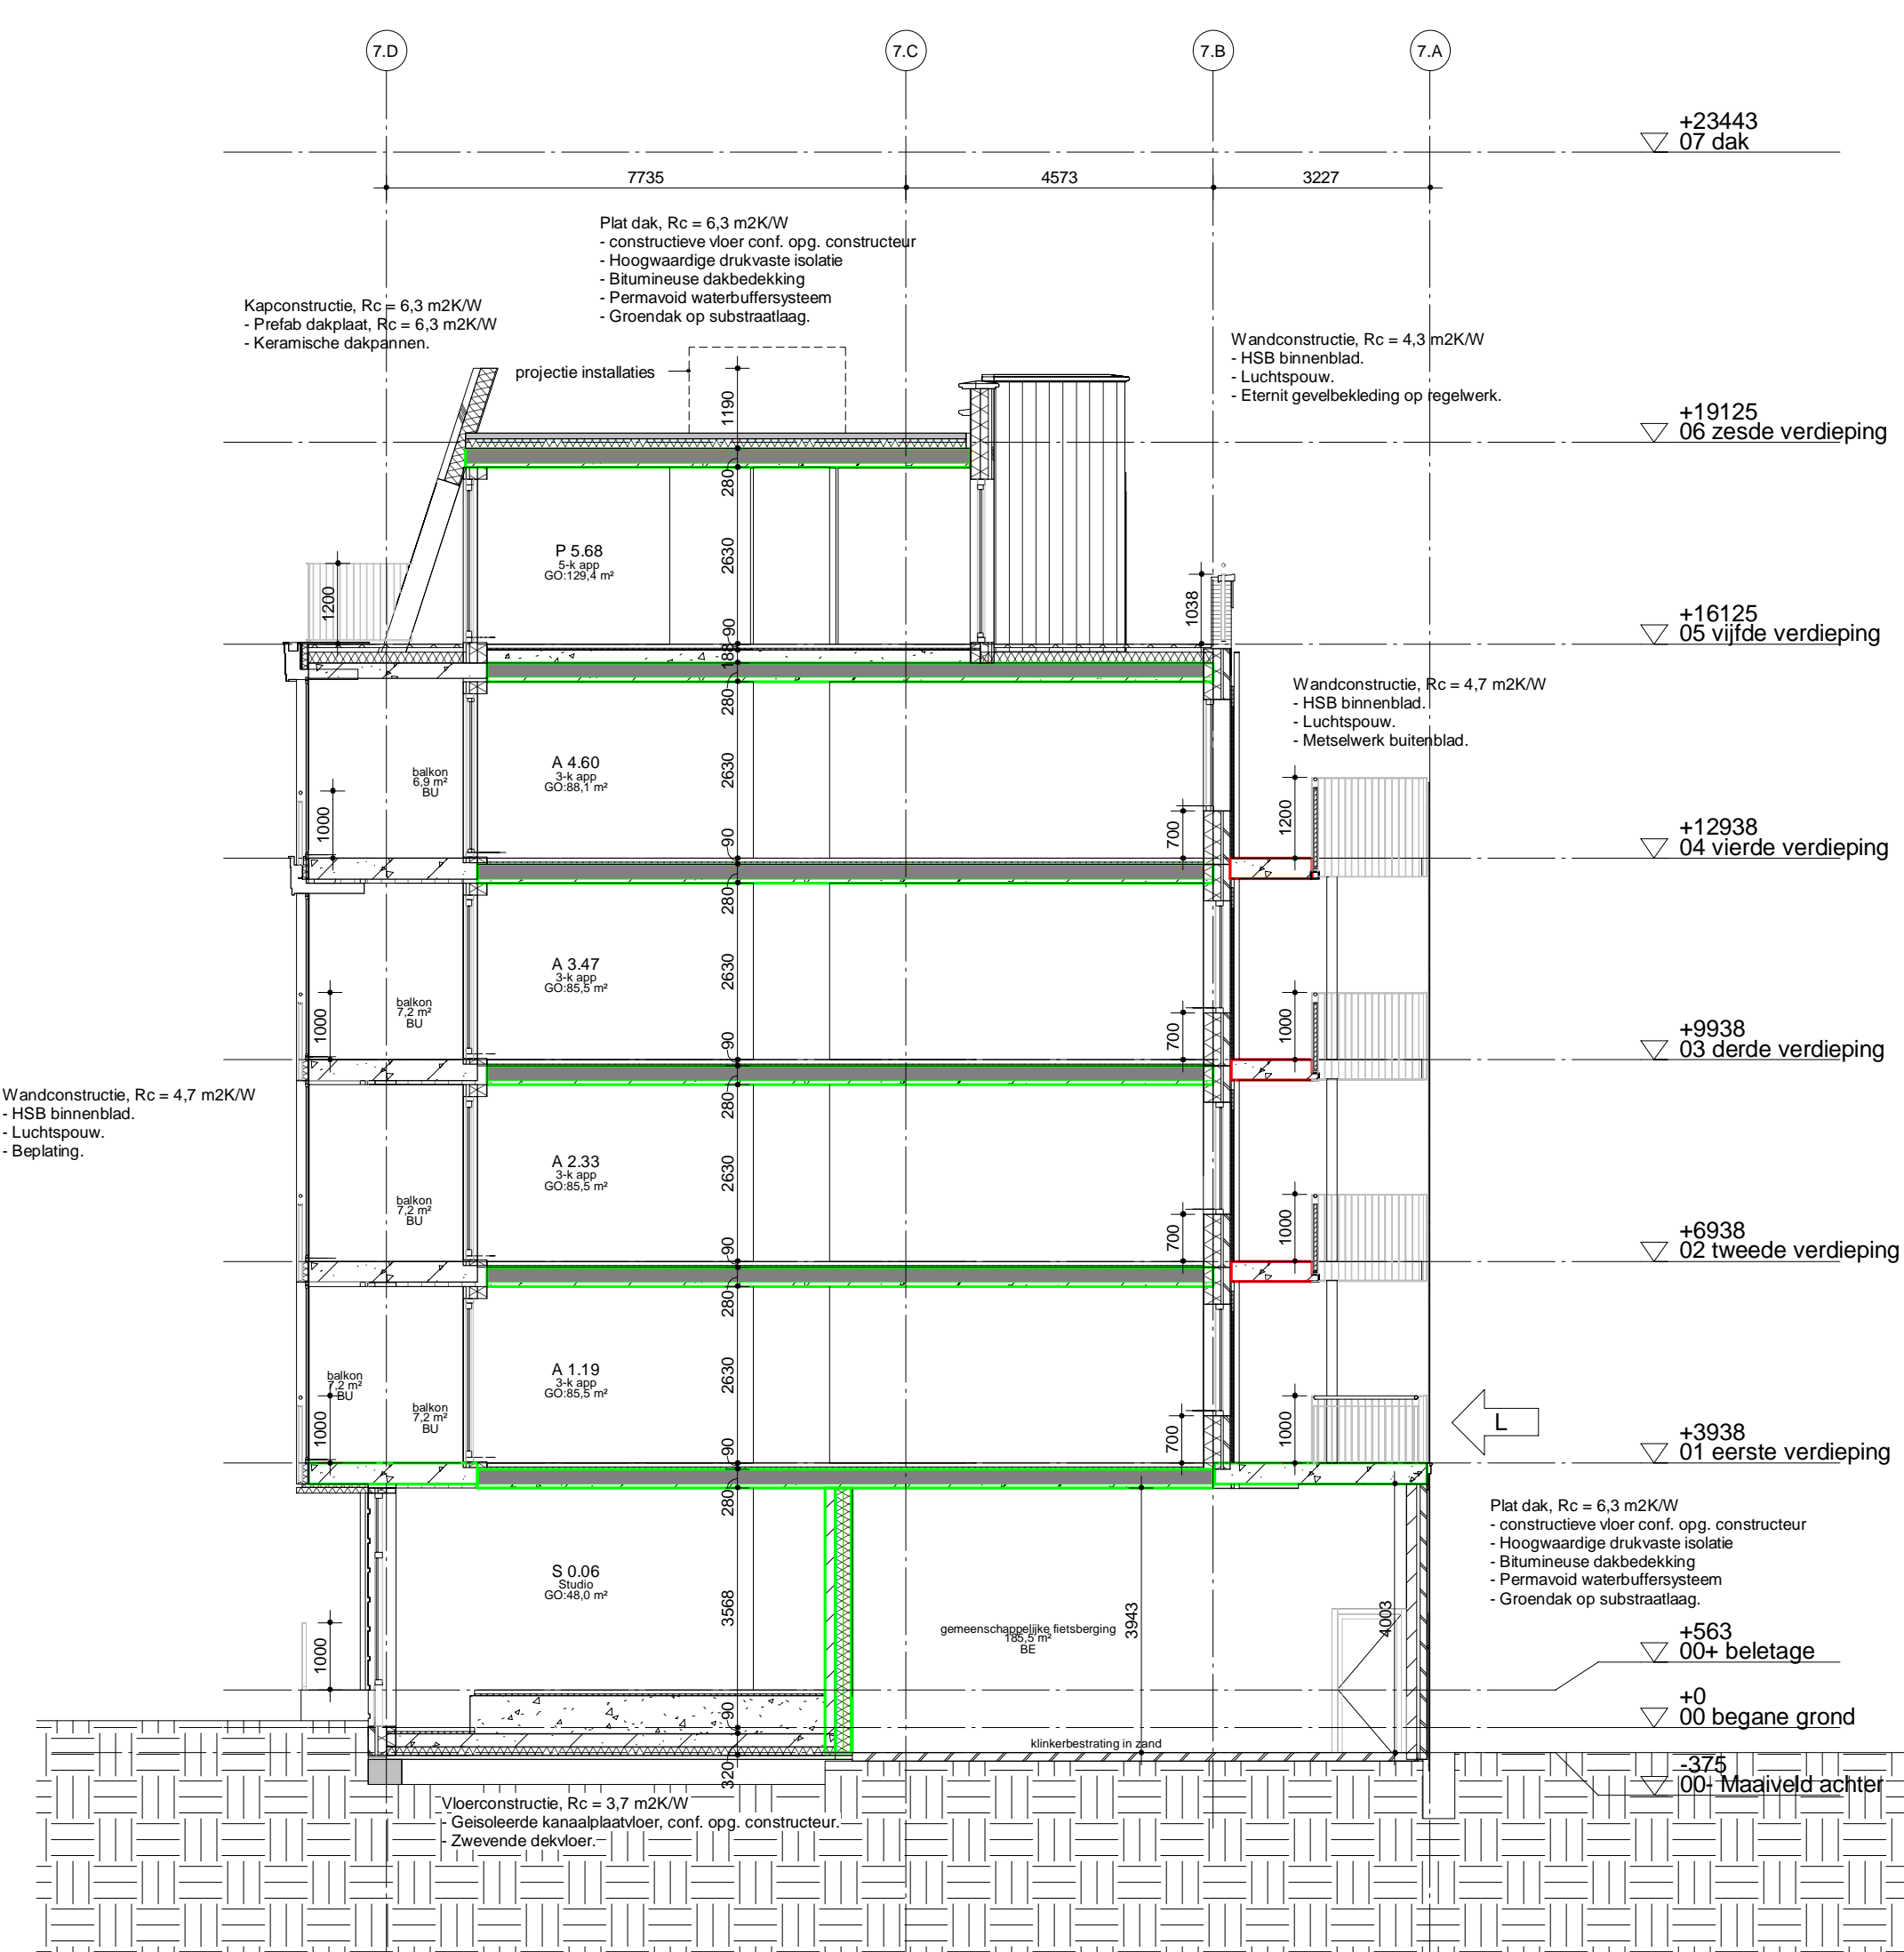 7.D
7.C
7.B
7.A
+23443
07 dak
7735
4573
3227
Plat dak, Rc = 6,3 m2K/W
- constructieve vloer conf. opg. constructeur
- Hoogwaardige drukvaste isolatie
- Bitumineuse dakbedekking
- Permavoid waterbuffersysteem
- Groendak op substraatlaag.
Kapconstructie, Rc = 6,3 m2K/W
- Prefab dakplaat, Rc = 6,3 m2K/W
- Keramische dakpannen.
Wandconstructie, Rc = 4,3 m2K/W
- HSB binnenblad.
- Luchtspouw.
- Eternit gevelbekleding op regelwerk.
projectie installaties
1190
+19125
06 zesde verdieping
280
P 5.68
5-k app
GO:129,4 m²
2630
1200
1038
90
+16125
05 vijfde verdieping
280
Wandconstructie, Rc = 4,7 m2K/W
- HSB binnenblad.
- Luchtspouw.
- Metselwerk buitenblad.
balkon
6,9 m²
BU
A 4.60
3-k app
GO:88,1 m²
2630
1000
700
1200
90
+12938
04 vierde verdieping
280
A 3.47
3-k app
GO:85,5 m²
2630
balkon
7,2 m²
BU
1000
700
1000
90
+9938
03 derde verdieping
280
Wandconstructie, Rc = 4,7 m2K/W
- HSB binnenblad.
- Luchtspouw.
- Beplating.
A 2.33
3-k app
GO:85,5 m²
2630
balkon
7,2 m²
BU
700
1000
90
+6938
02 tweede verdieping
280
A 1.19
3-k app
GO:85,5 m²
2630
balkon
7,2 m²
BU
balkon
7,2 m²
BU
1000
700
1000
L
90
+3938
01 eerste verdieping
280
Plat dak, Rc = 6,3 m2K/W
- constructieve vloer conf. opg. constructeur
- Hoogwaardige drukvaste isolatie
- Bitumineuse dakbedekking
- Permavoid waterbuffersysteem
- Groendak op substraatlaag.
S 0.06
Studio
GO:48,0 m²
3568
1000
gemeenschappelijke fietsberging
185,5 m²
BE
3943
4003
+563
00+ beletage
90
+0
00 begane grond
klinkerbestrating in zand
320
-375
00- Maaiveld achter
Vloerconstructie, Rc = 3,7 m2K/W
- Geisoleerde kanaalplaatvloer, conf. opg. constructeur.
- Zwevende dekvloer.